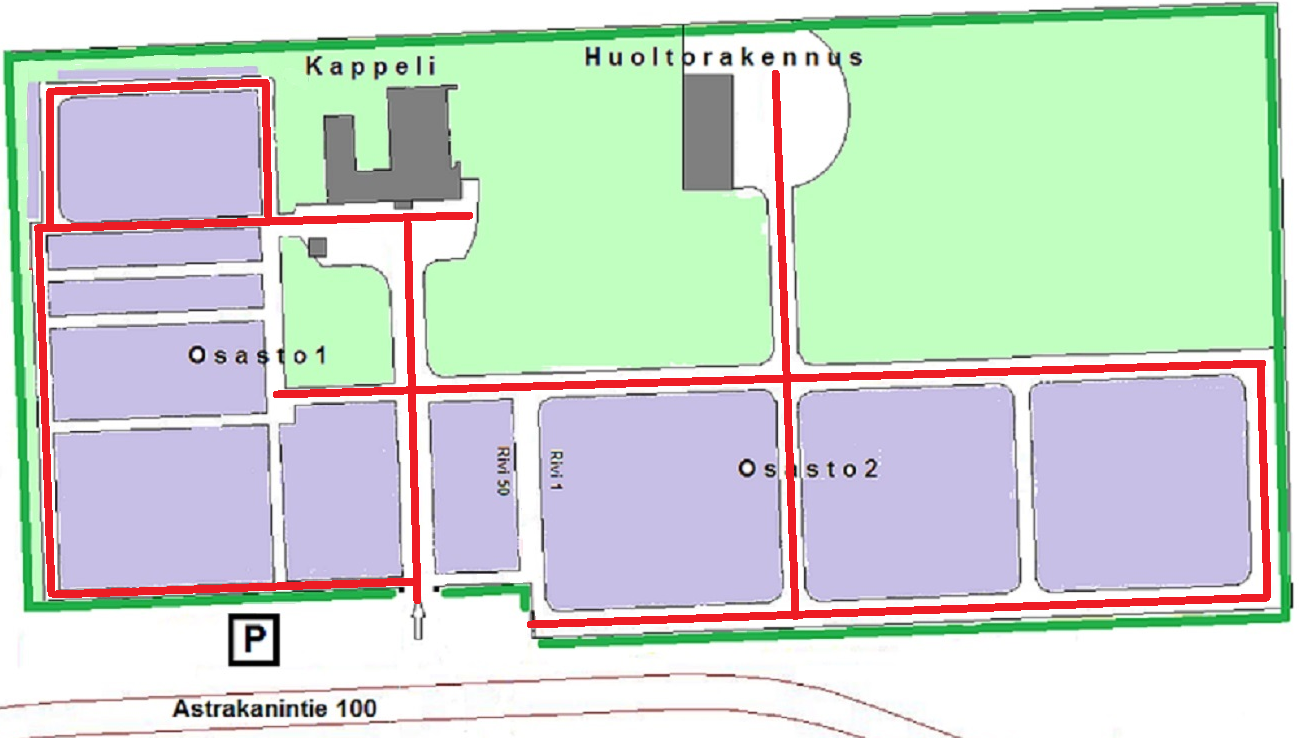 Kappeli
Huoltorakennus
Osasto1
Rivi 50
Rivi 1
Osasto2
P
Astrakanintie 100